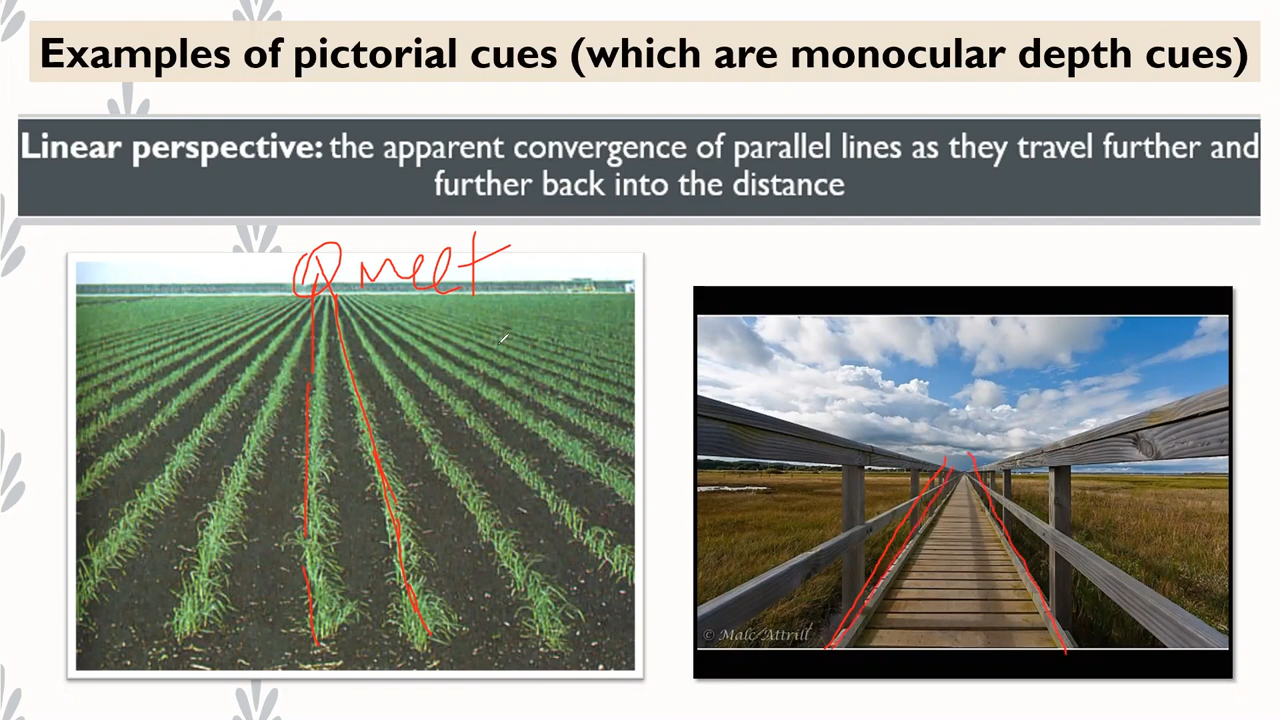 Examples of pictorial cues (which are monocular depth cues)
Linear perspective: the apparent convergence of parallel lines as they travel further and
further back into the distance
meet
© Malc Attrill